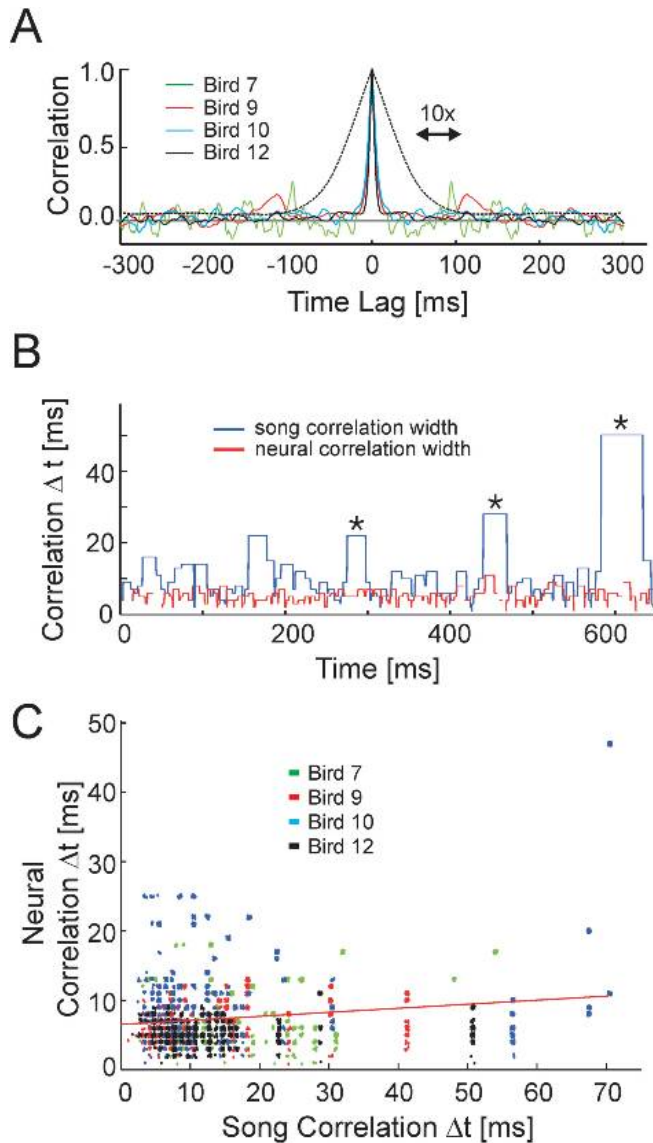 A
Correlation
1.0
0.5
0.0
Bird 7
Bird 9
Bird 10
Bird 12
10x
-300 -200 -100 0 100 200 300
Time Lag [ms]
B
Correlation Δ t [ms]
40
20
0
song correlation width
neural correlation width
* * *
0 200 400 600
Time [ms]
C
Neural
Correlation Δt [ms]
50
40
30
20
10
0
Bird 7
Bird 9
Bird 10
Bird 12
0 10 20 30 40 50 60 70
Song Correlation Δt [ms]